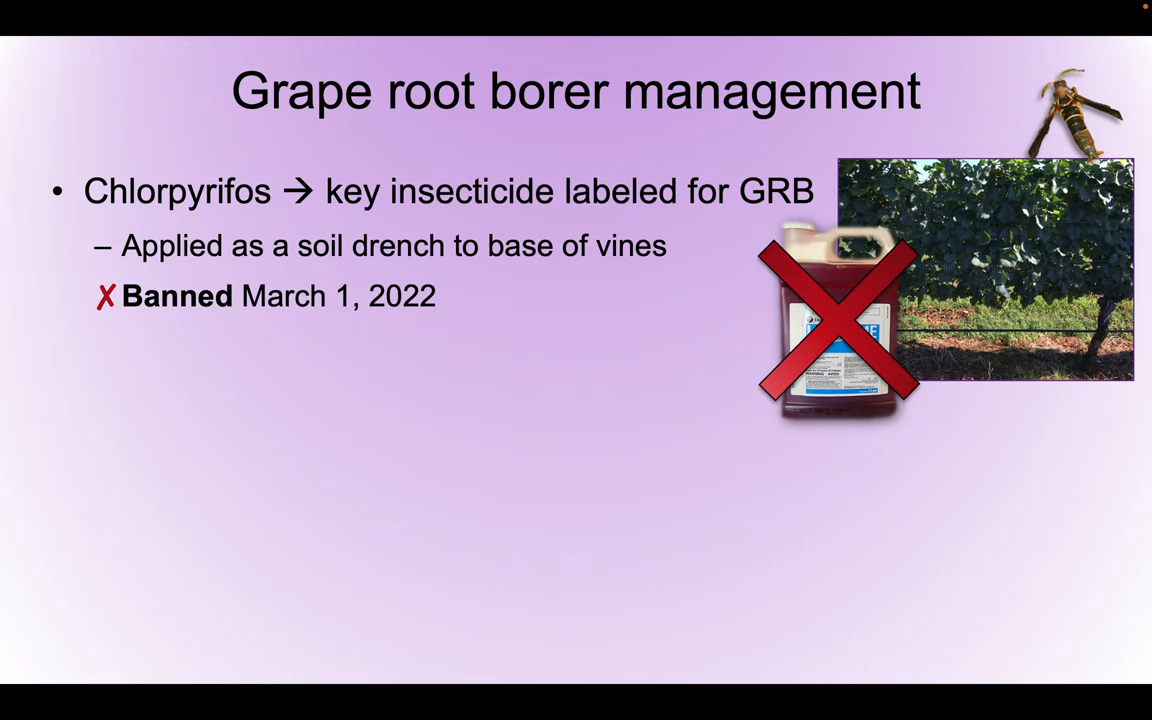 Grape root borer management
• Chlorpyrifos → key insecticide labeled for GRB
– Applied as a soil drench to base of vines
✗ Banned March 1, 2022